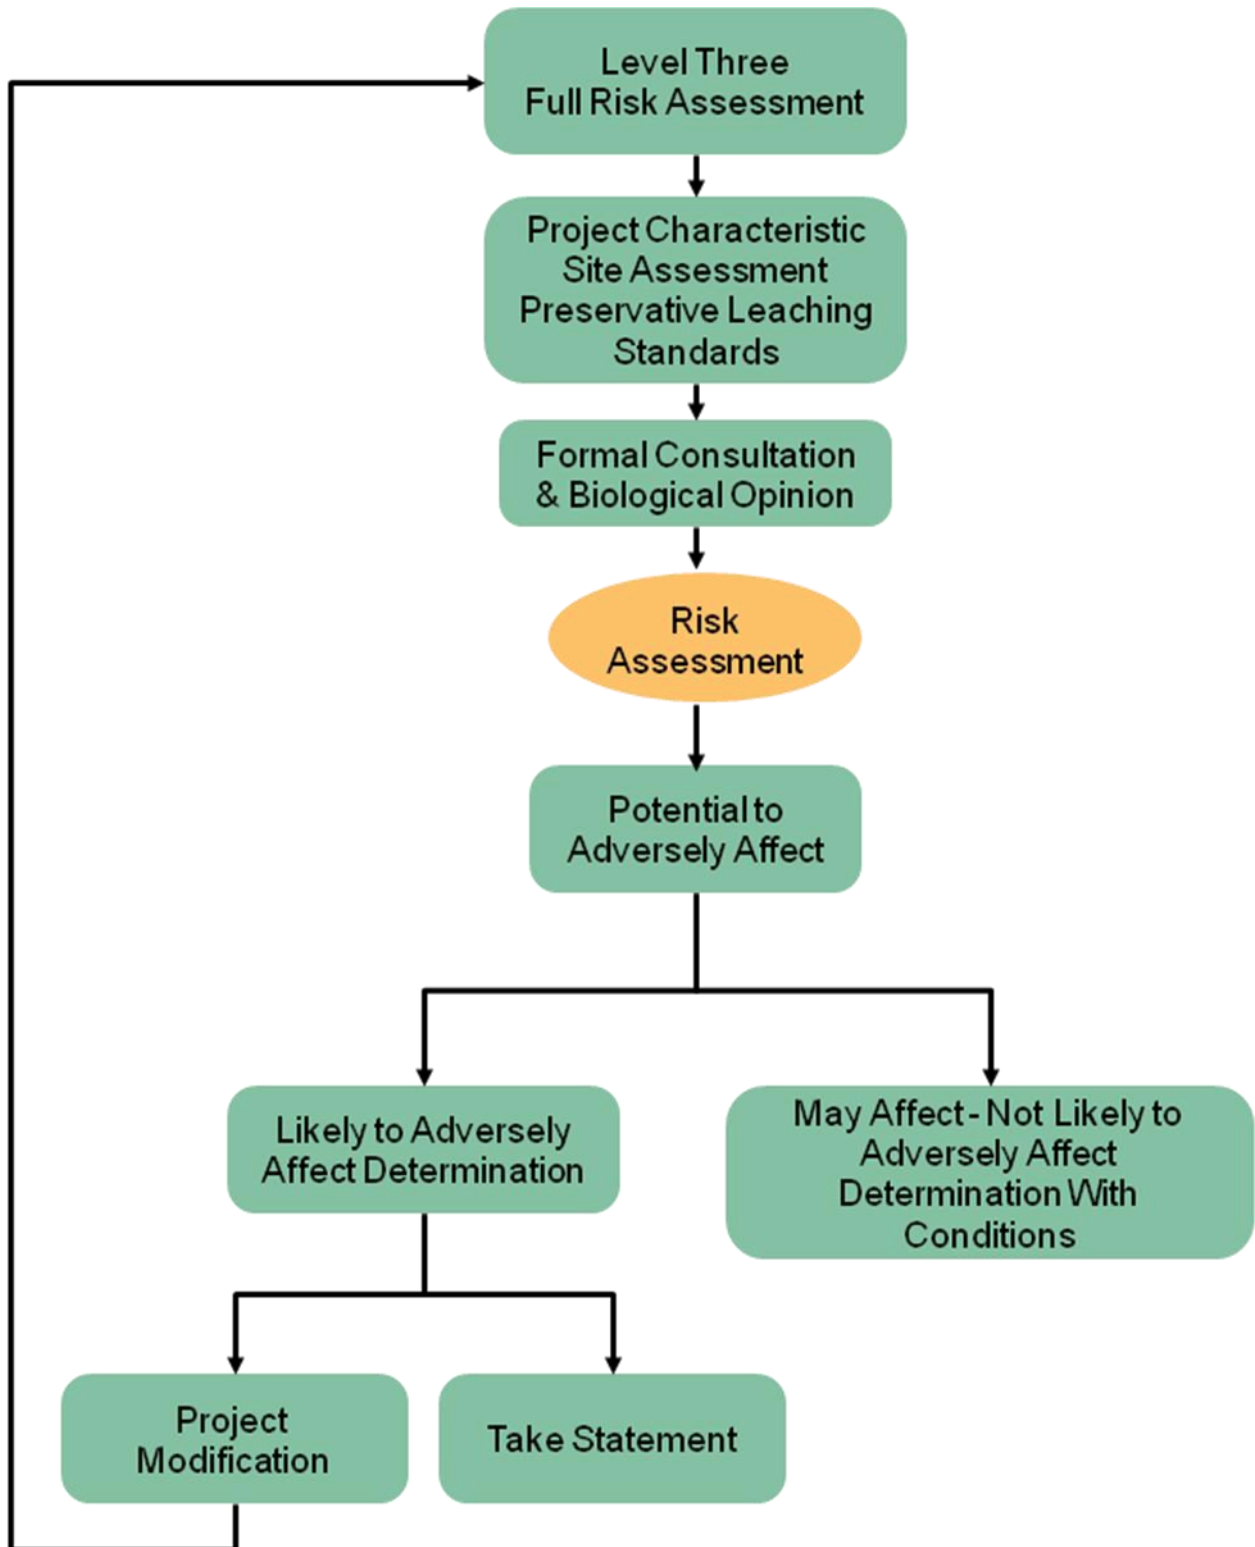 Level Three
Full Risk Assessment
Project Characteristic
Site Assessment
Preservative Leaching
Standards
Formal Consultation
& Biological Opinion
Risk
Assessment
Potential to
Adversely Affect
Likely to Adversely
Affect Determination
May Affect - Not Likely to
Adversely Affect
Determination With
Conditions
Project
Modification
Take Statement